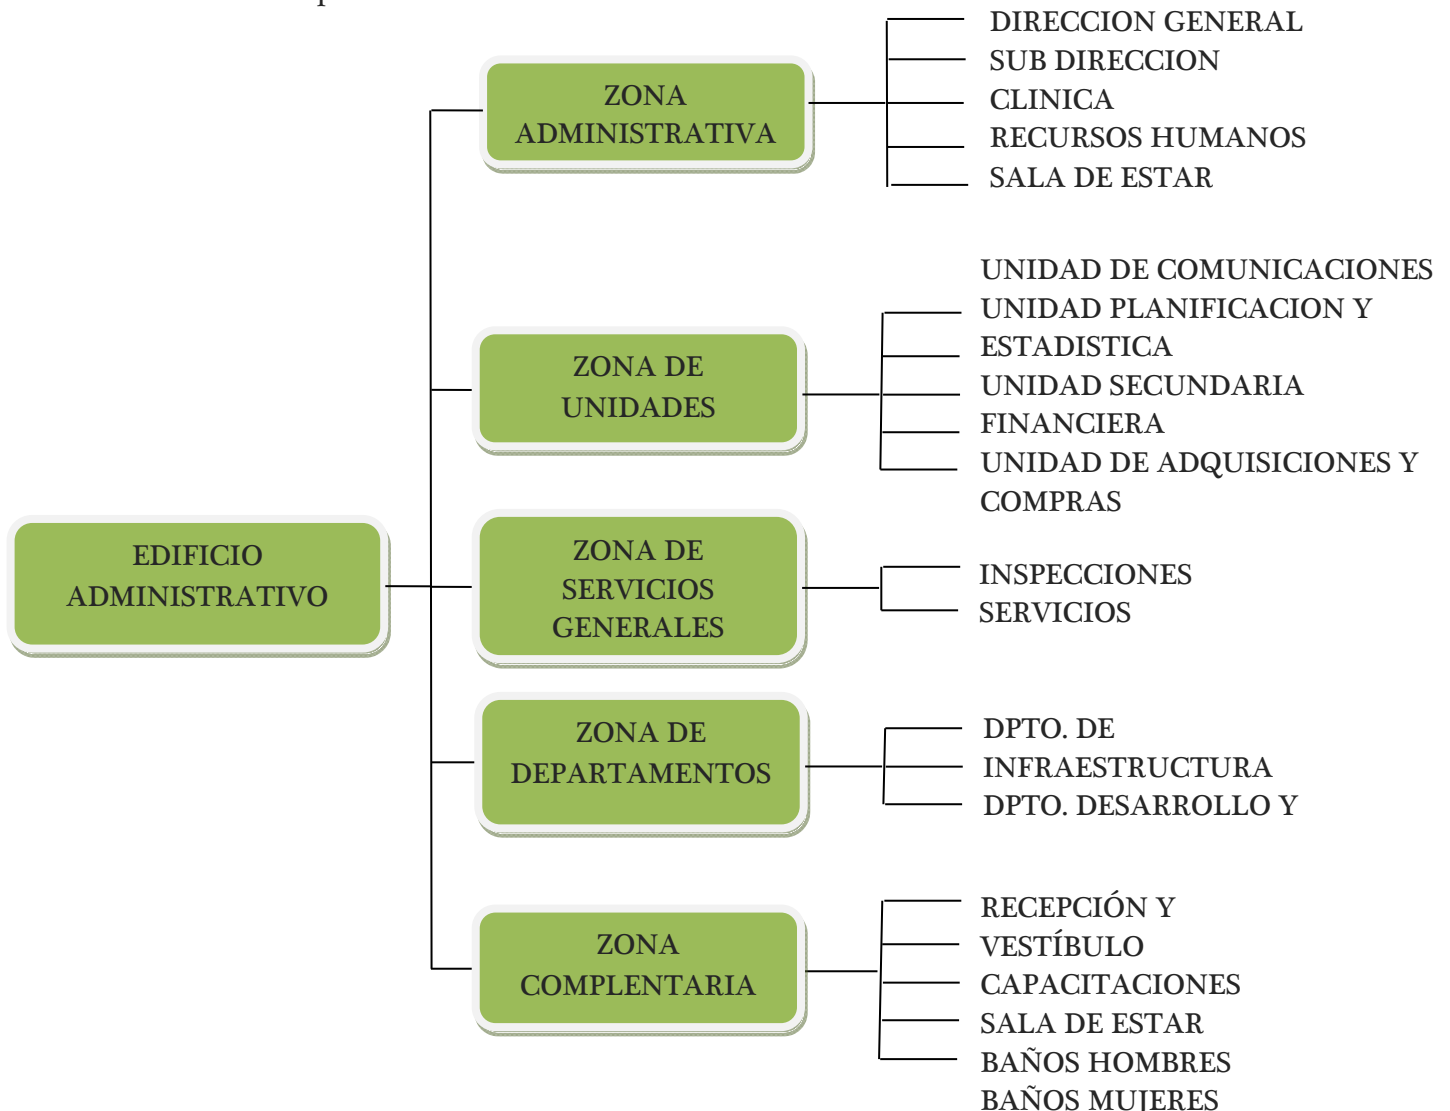 DIRECCION GENERAL
SUB DIRECCION
CLINICA
RECURSOS HUMANOS
SALA DE ESTAR
ZONA
ADMINISTRATIVA
UNIDAD DE COMUNICACIONES
UNIDAD PLANIFICACION Y
ESTADISTICA
UNIDAD SECUNDARIA
FINANCIERA
UNIDAD DE ADQUISICIONES Y
COMPRAS
ZONA DE
UNIDADES
EDIFICIO
ADMINISTRATIVO
ZONA DE
SERVICIOS
GENERALES
INSPECCIONES
SERVICIOS
ZONA DE
DEPARTAMENTOS
DPTO. DE
INFRAESTRUCTURA
DPTO. DESARROLLO Y
ZONA
COMPLENTARIA
RECEPCIÓN Y
VESTÍBULO
CAPACITACIONES
SALA DE ESTAR
BAÑOS HOMBRES
BAÑOS MUJERES